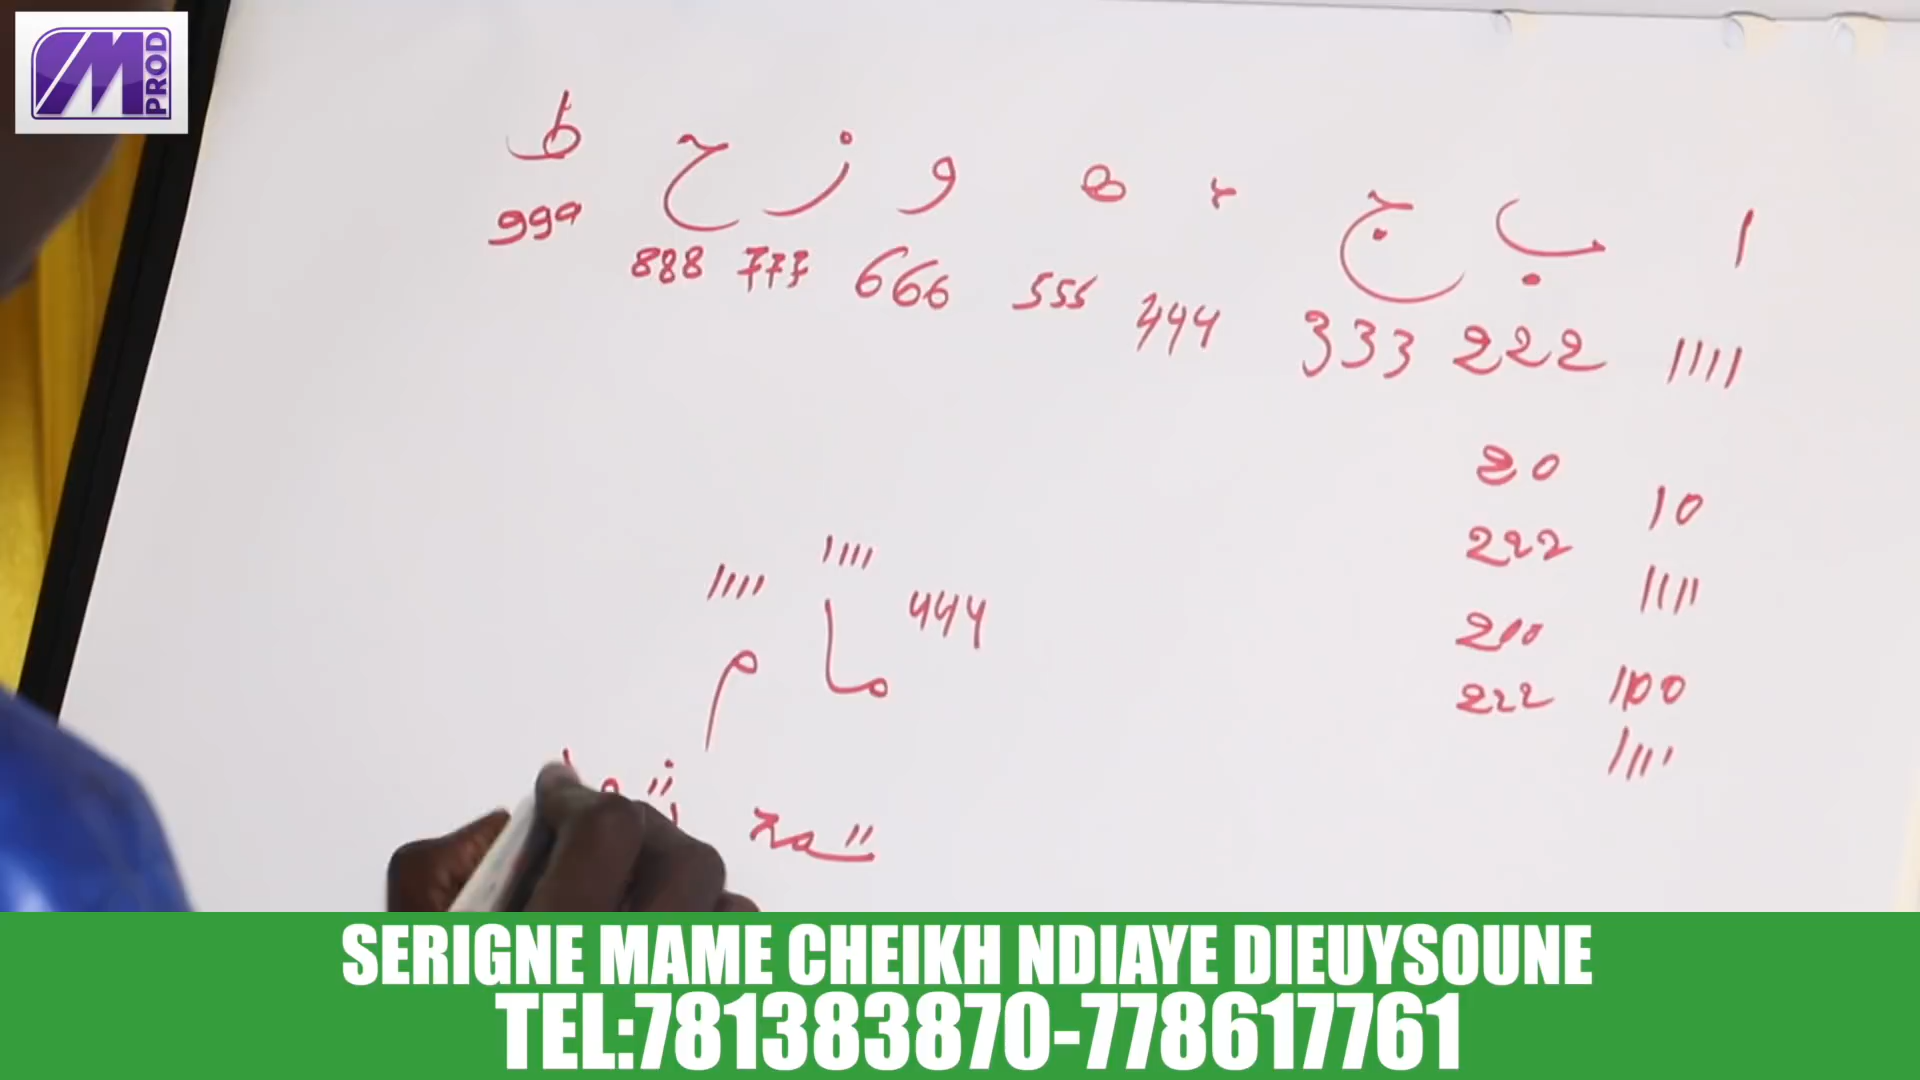 M PROD
ا ب ج د ه و ز ح ط
1111 222 333 444 555 666 777 888 999
20 10
222 1111
200 100
222 1111
1111 1111 444
ما م
SERIGNE MAME CHEIKH NDIAYE DIEUYSOUNE
TEL:781383870-778617761